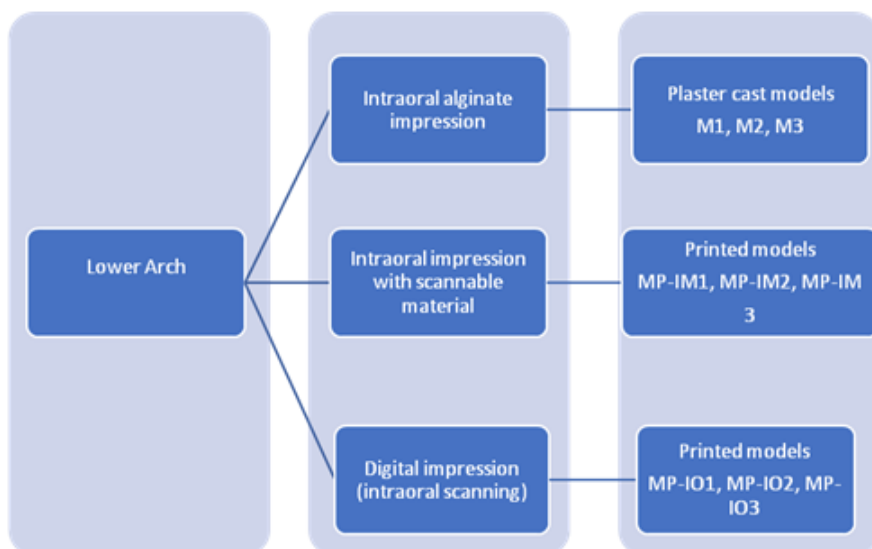 Lower Arch
Intraoral alginate
impression
Plaster cast models
M1, M2, M3
Intraoral impression
with scannable
material
Printed models
MP-IM1, MP-IM2, MP-IM
3
Digital impression
(intraoral scanning)
Printed models
MP-IO1, MP-IO2, MP-
IO3